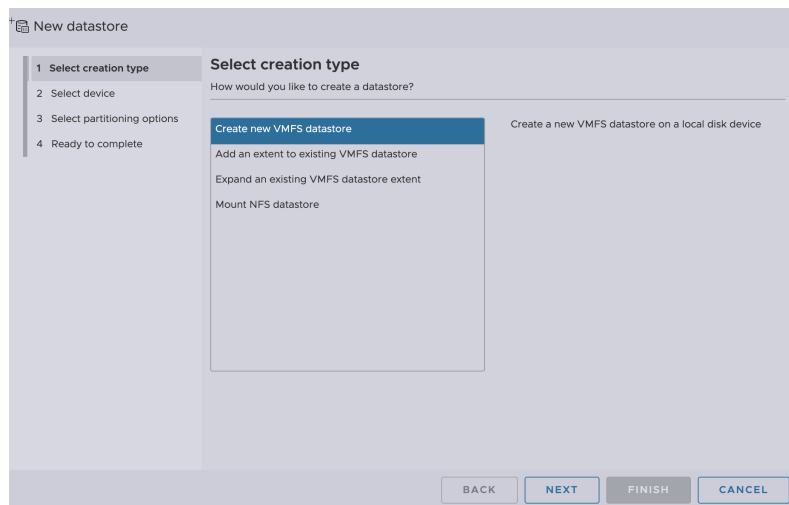 New datastore
1 Select creation type
2 Select device
3 Select partitioning options
4 Ready to complete
Select creation type
How would you like to create a datastore?
Create new VMFS datastore
Add an extent to existing VMFS datastore
Expand an existing VMFS datastore extent
Mount NFS datastore
Create a new VMFS datastore on a local disk device
BACK
NEXT
FINISH
CANCEL